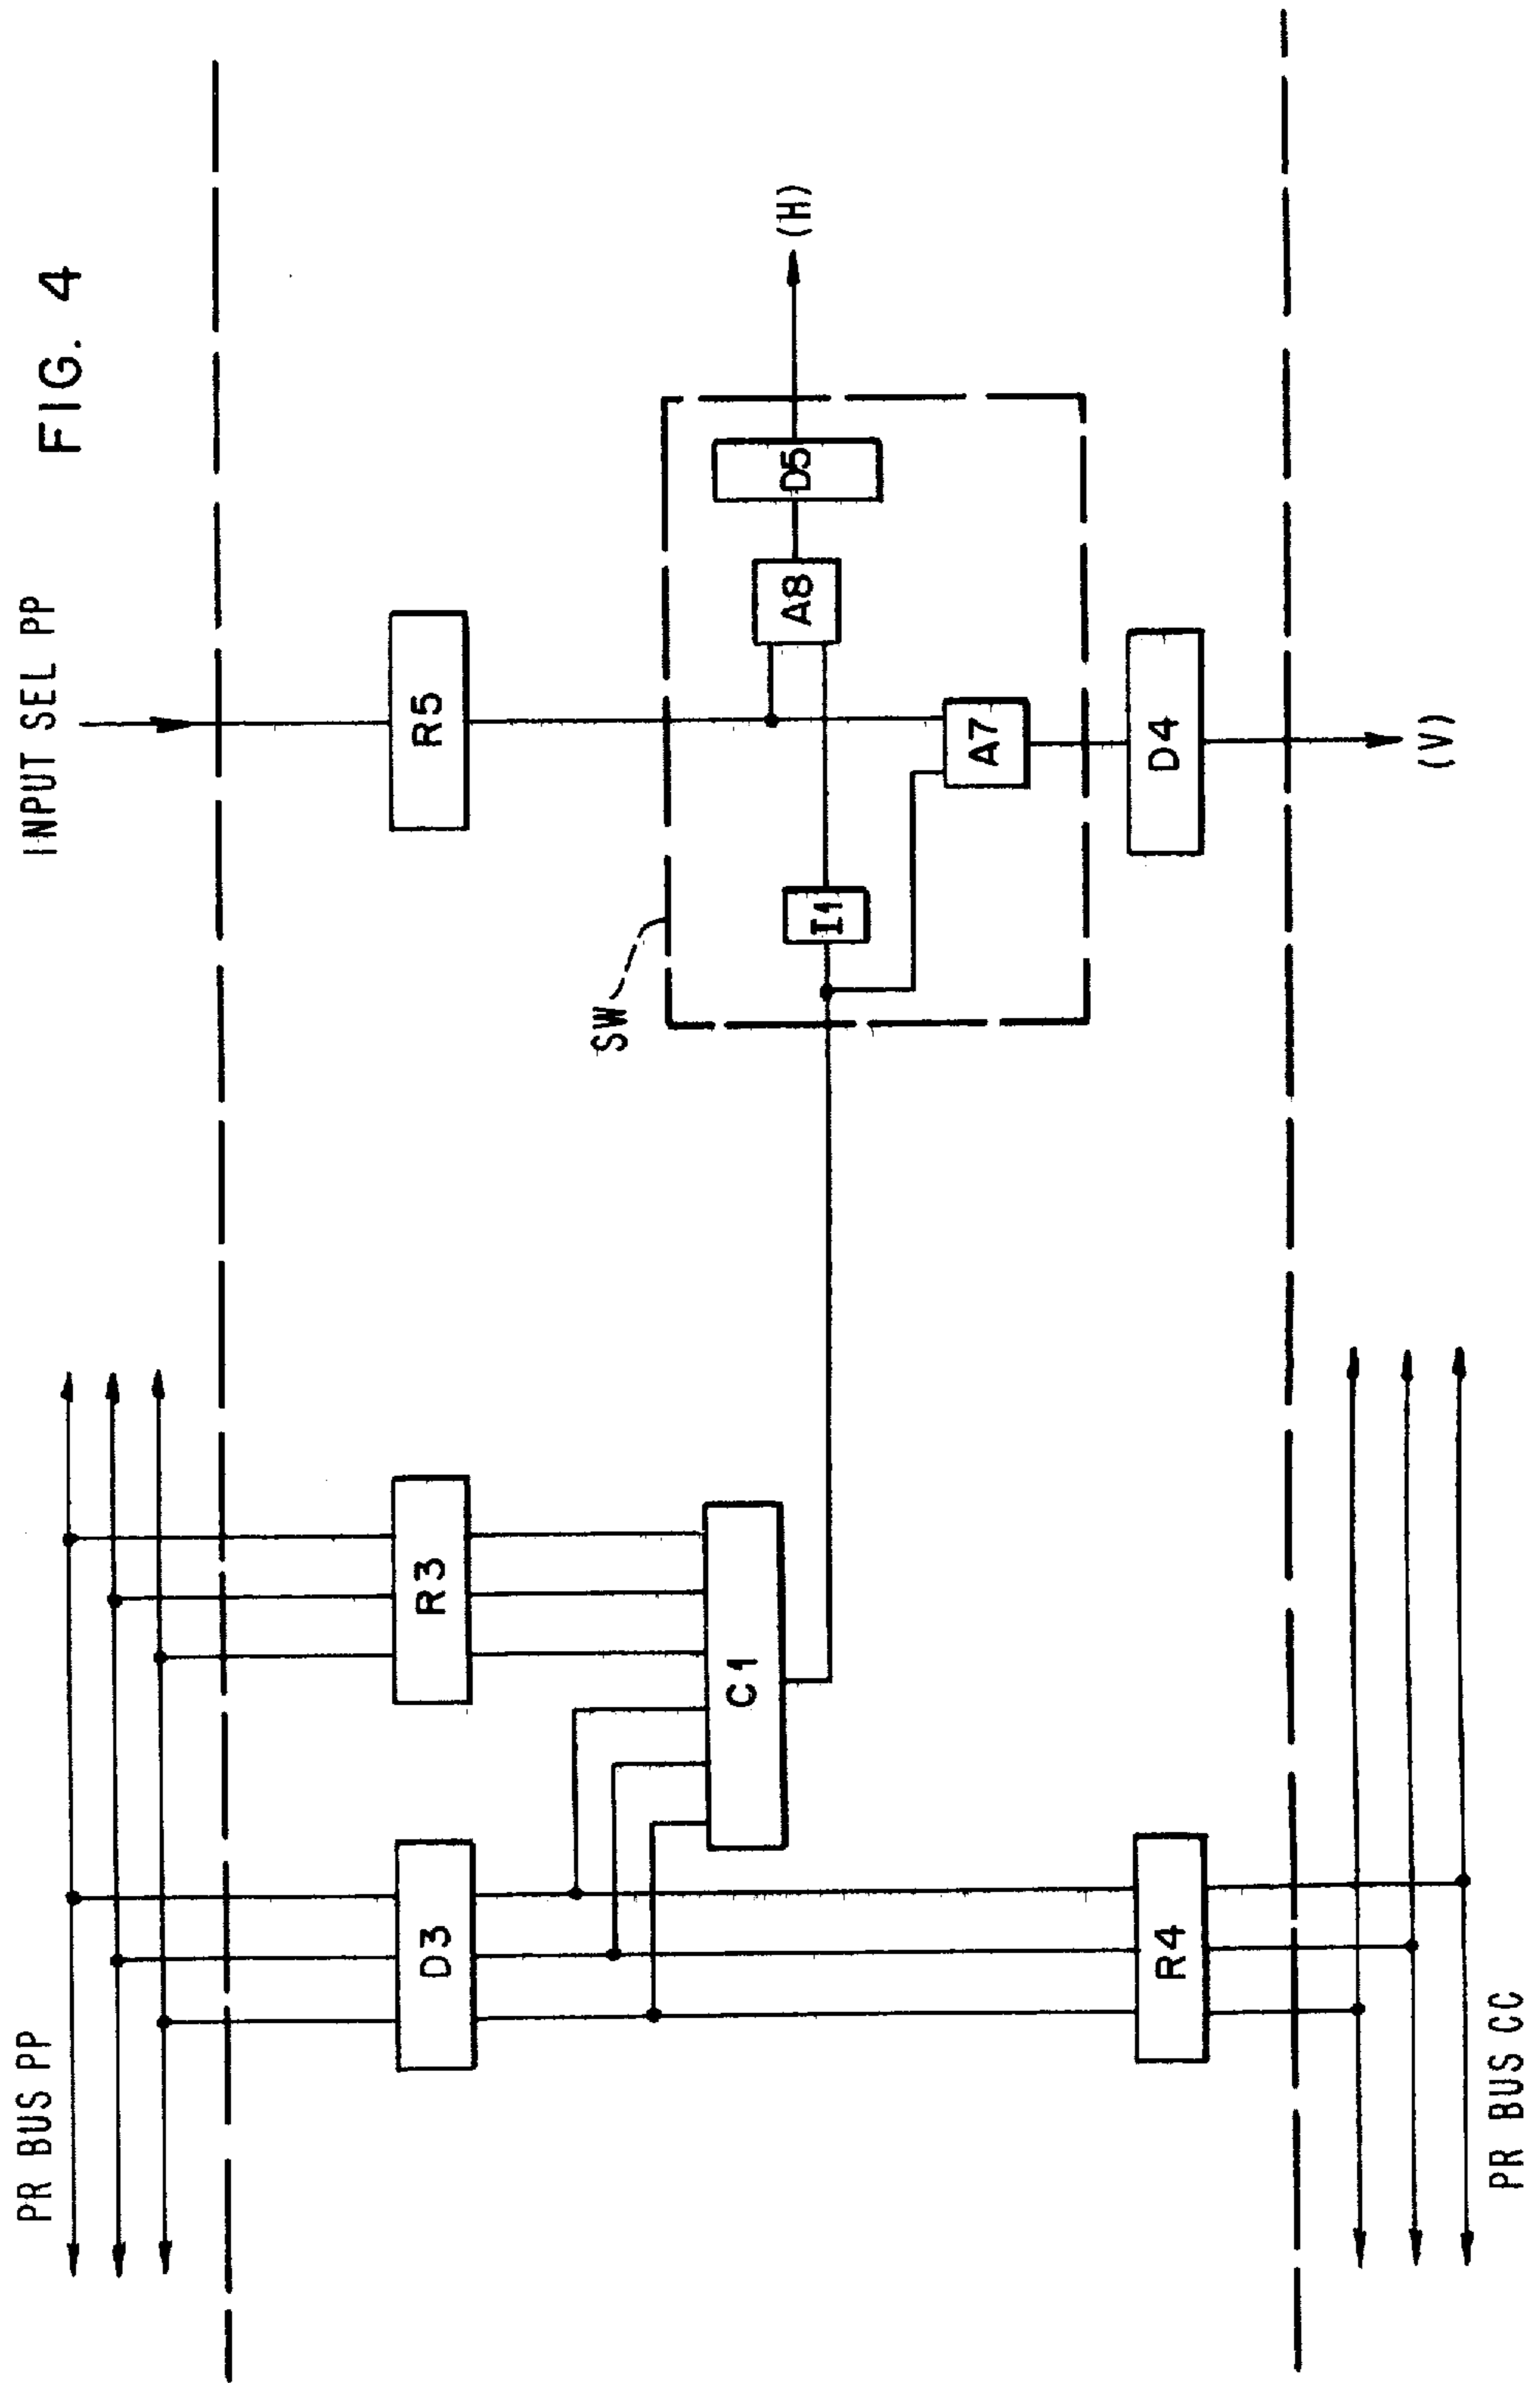 FIG. 4
PR BUS PP
INPUT SEL PP
D3
R3
R5
C1
SW
I1
A8
D5
(H)
A7
R4
D4
PR BUS CC
(V)